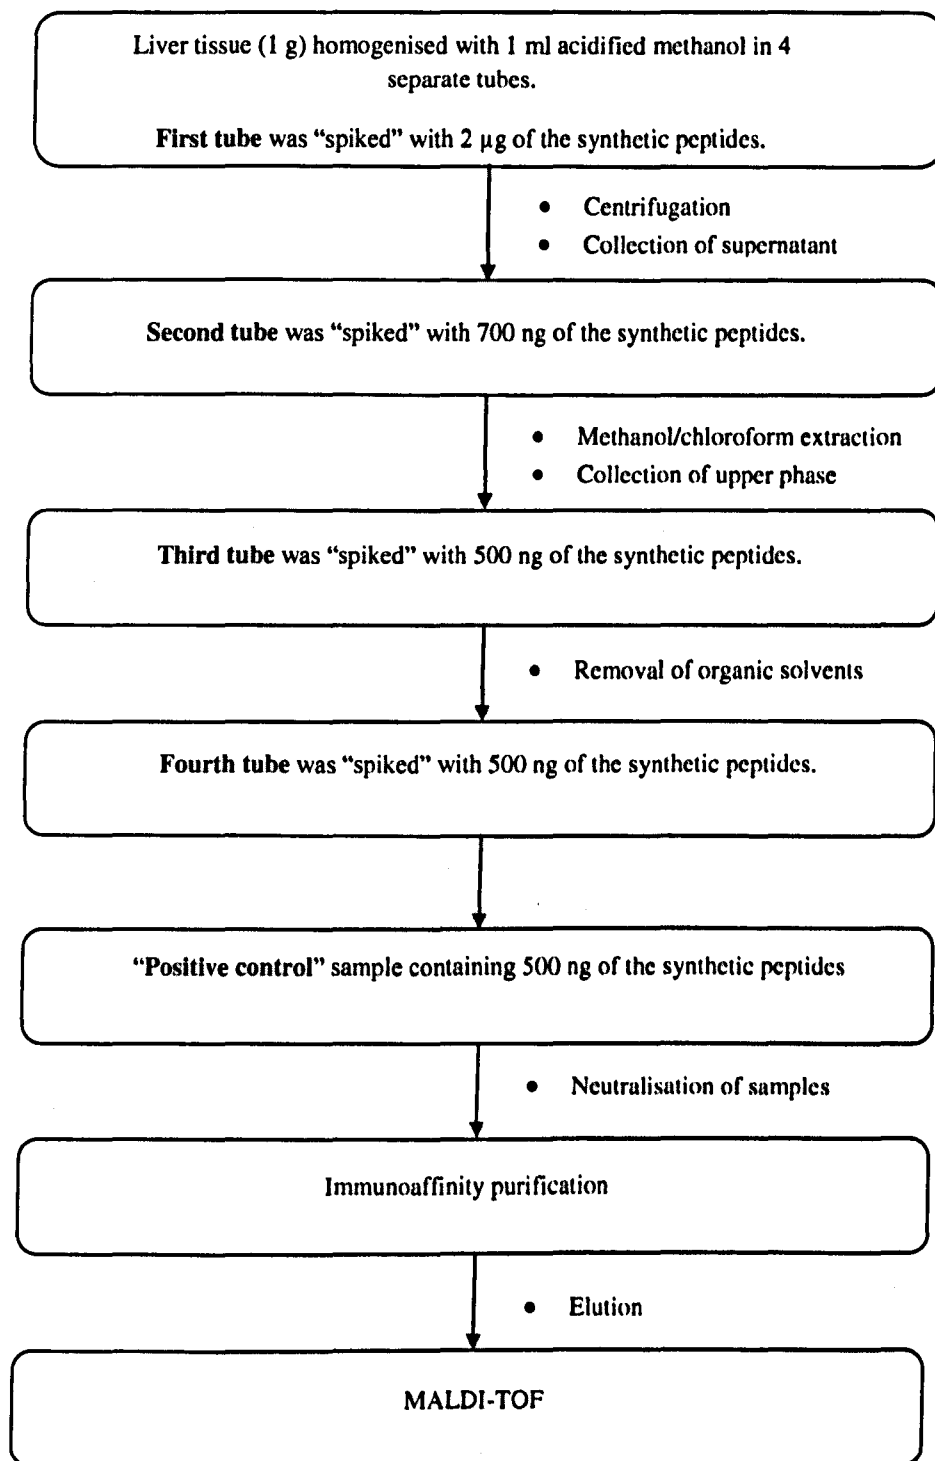 Liver tissue (1 g) homogenised with 1 ml acidified methanol in 4
separate tubes.
First tube was “spiked” with 2 µg of the synthetic peptides.
• Centrifugation
• Collection of supernatant
Second tube was “spiked” with 700 ng of the synthetic peptides.
• Methanol/chloroform extraction
• Collection of upper phase
Third tube was “spiked” with 500 ng of the synthetic peptides.
• Removal of organic solvents
Fourth tube was “spiked” with 500 ng of the synthetic peptides.
“Positive control” sample containing 500 ng of the synthetic peptides
• Neutralisation of samples
Immunoaffinity purification
• Elution
MALDI-TOF